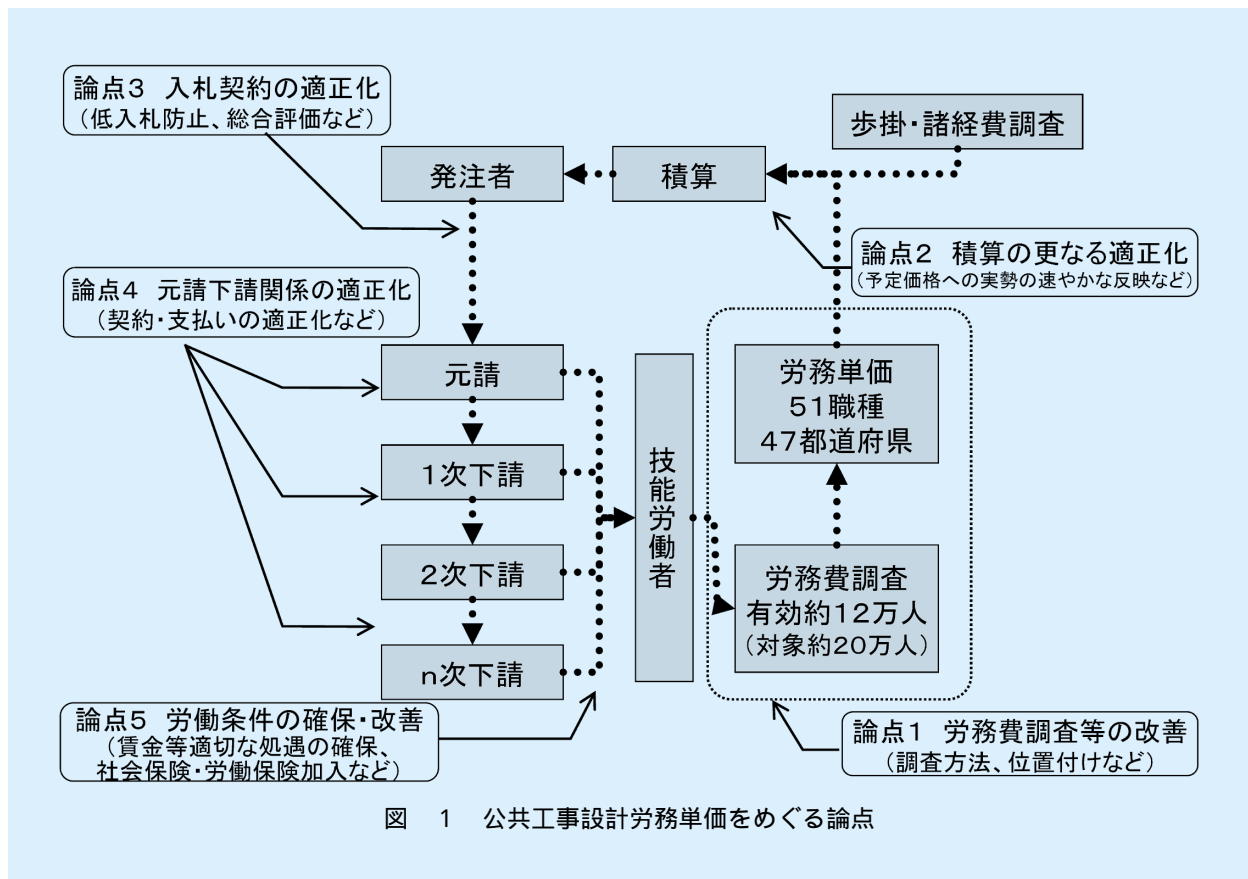 論点3 入札契約の適正化
（低入札防止、総合評価など）
歩掛・諸経費調査
発注者
積算
論点2 積算の更なる適正化
（予定価格への実勢の速やかな反映など）
論点4 元請下請関係の適正化
（契約・支払いの適正化など）
元請
1次下請
2次下請
n次下請
技能労働者
労務単価
51職種
47都道府県
労務費調査
有効約12万人
（対象約20万人）
論点5 労働条件の確保・改善
（賃金等適切な処遇の確保、
社会保険・労働保険加入など）
論点1 労務費調査等の改善
（調査方法、位置付けなど）
図 1 公共工事設計労務単価をめぐる論点